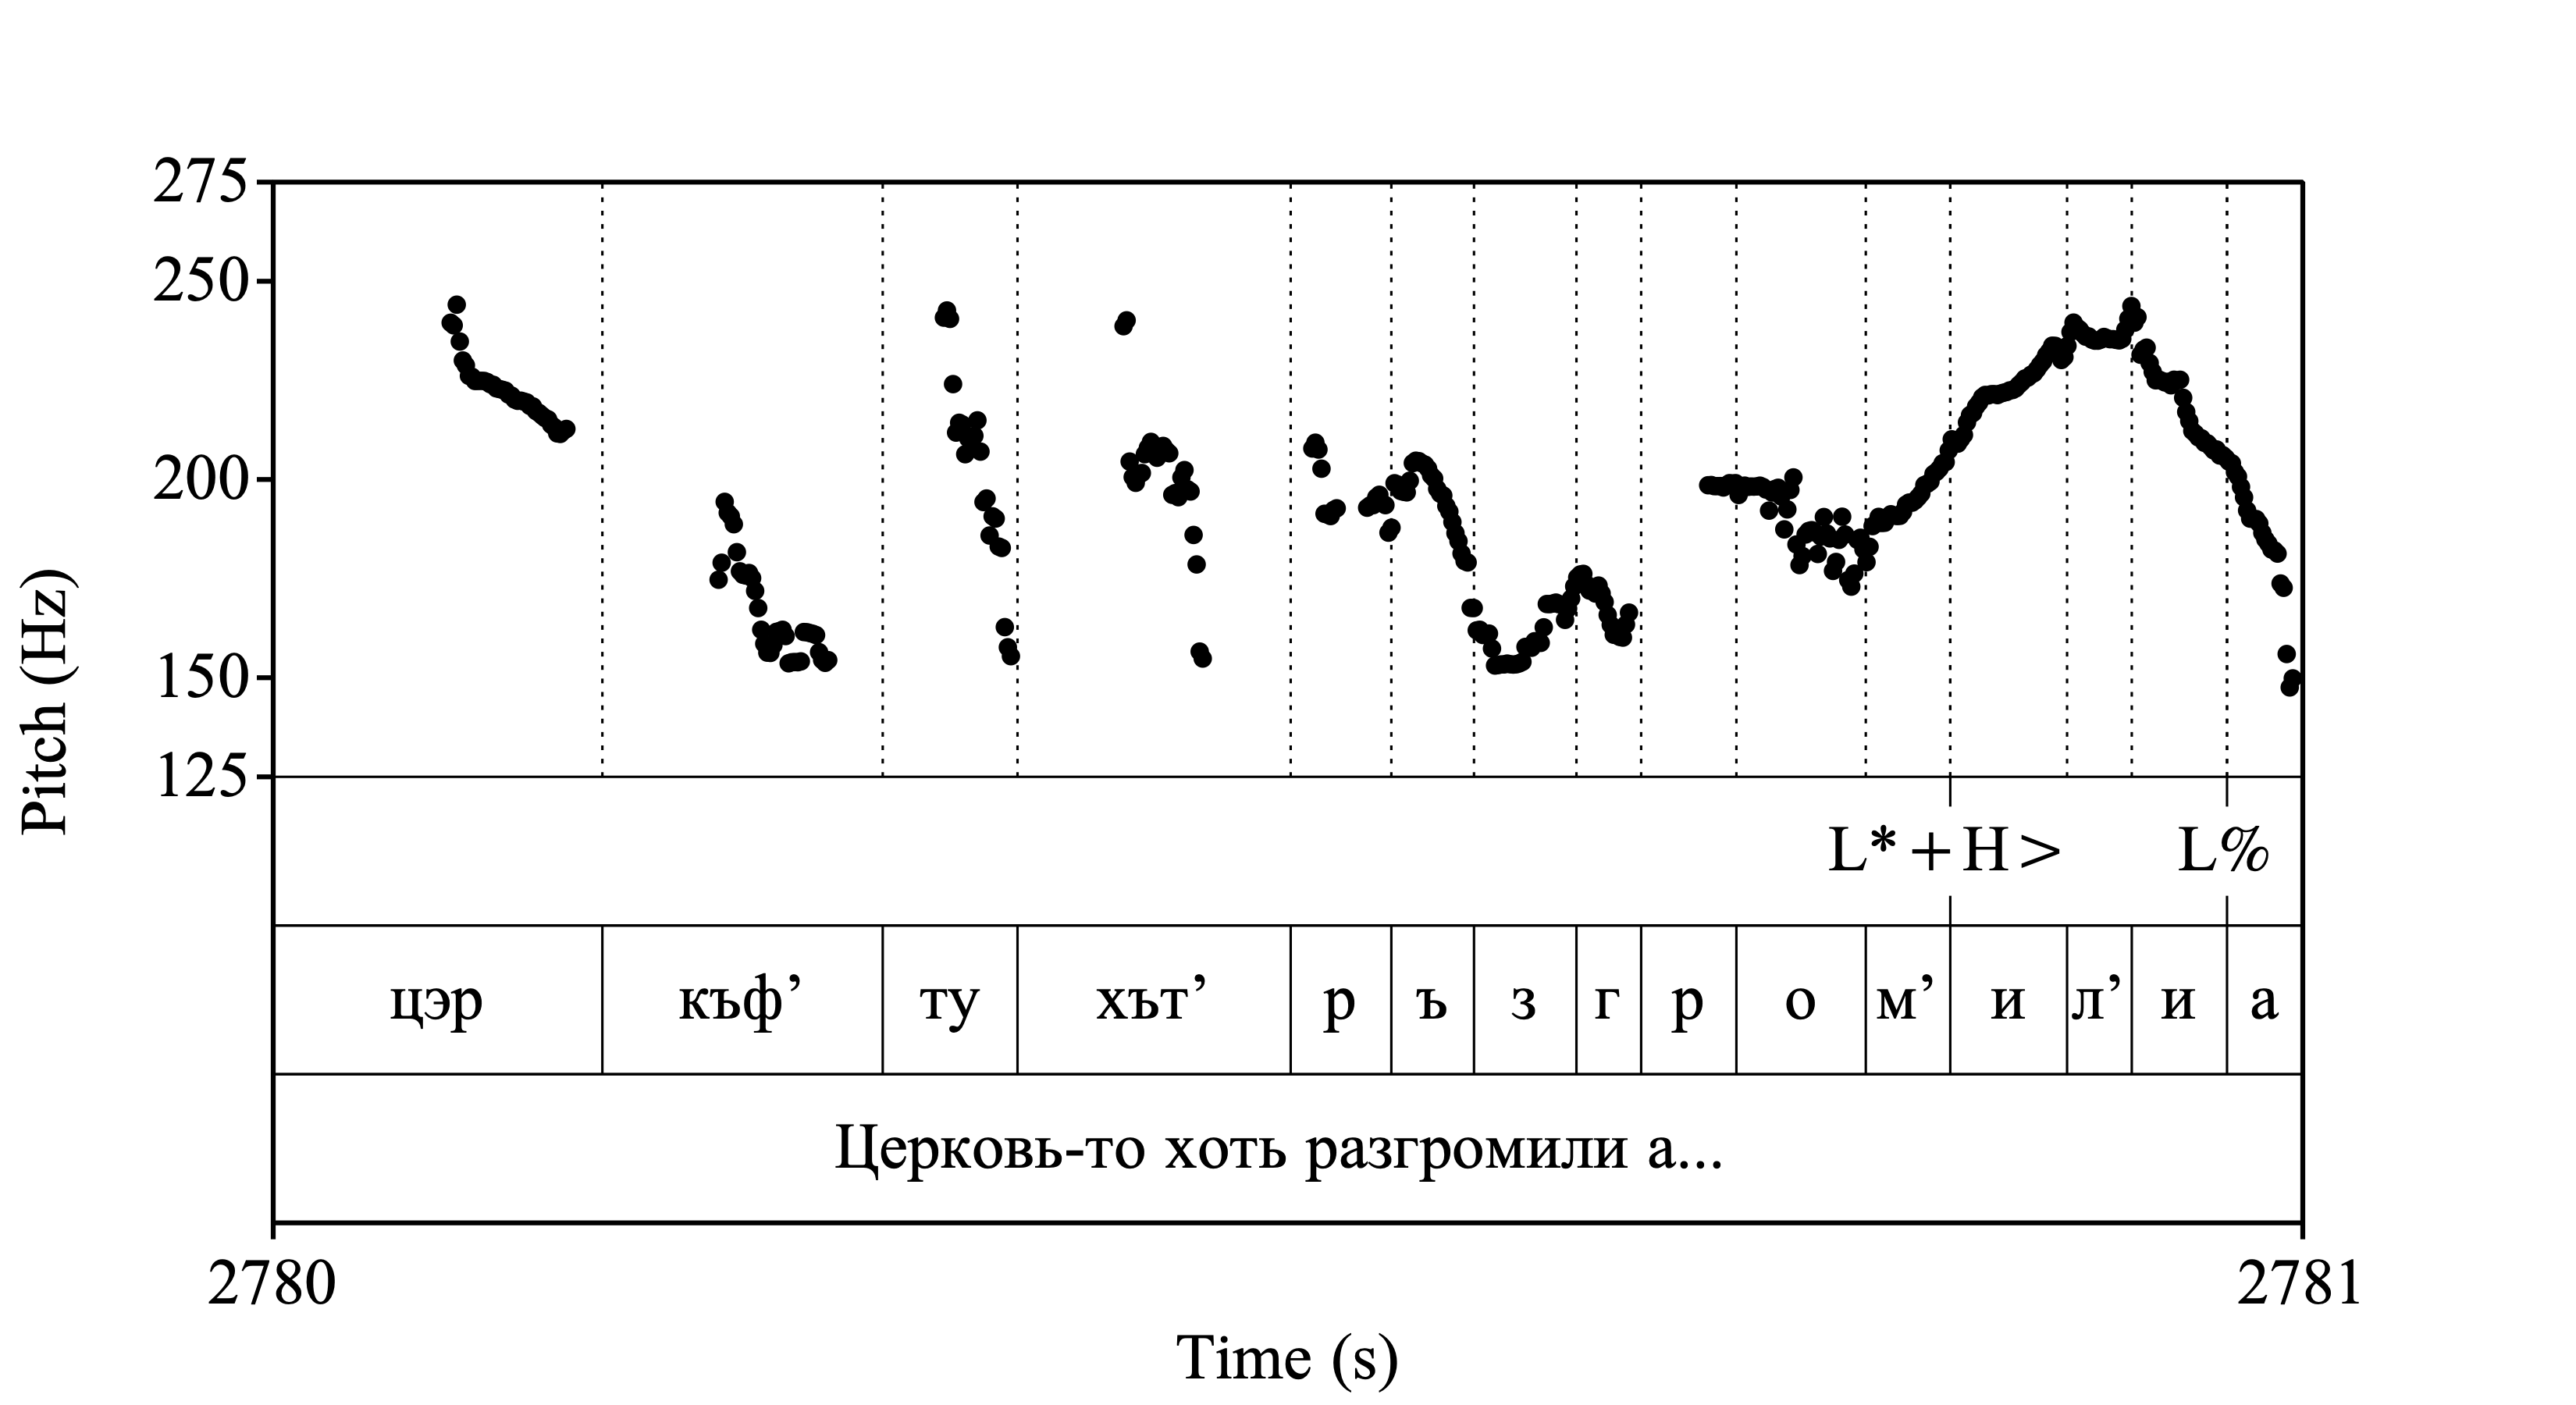 275
250
200
150
125
Pitch (Hz)
L*+H> L%
цэр къф’ ту хът’ р ъ з г р о м’ и л’ и а
Церковь-то хоть разгромили а...
2780 2781
Time (s)